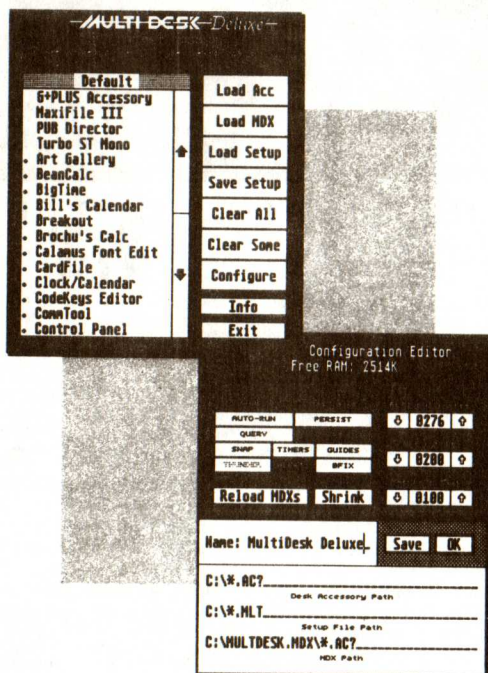 MULTI DESK Deluxe
Default
G+PLUS Accessory
MaxiFile III
PUB Director
Turbo ST Mono
Art Gallery
BeanCalc
BigTime
Bill's Calendar
Breakout
Brochu's Calc
Calamus Font Edit
CardFile
Clock/Calendar
CodeKeys Editor
CommTool
Control Panel
Load Acc
Load MDX
Load Setup
Save Setup
Clear All
Clear Some
Configure
Info
Exit
Configuration Editor
Free RAM: 2514K
AUTO-RUN PERSIST 0276
QUERY
SNAP TIMERS GUIDES 0200
THUNDER BFIX
Reload MDXs Shrink 0100
Name: MultiDesk Deluxe_ Save OK
C:\*.AC?
Desk Accessory Path
C:\*.MLT
Setup File Path
C:\MULTDESK.MDX\*.AC?
MDX Path